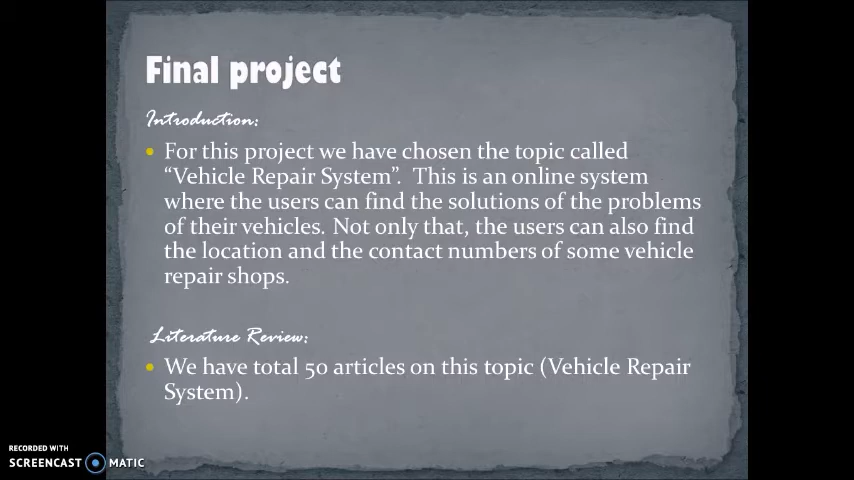 Final project
Introduction:
• For this project we have chosen the topic called
“Vehicle Repair System”. This is an online system
where the users can find the solutions of the problems
of their vehicles. Not only that, the users can also find
the location and the contact numbers of some vehicle
repair shops.
Literature Review:
• We have total 50 articles on this topic (Vehicle Repair
System).
RECORDED WITH
SCREENCAST MATIC